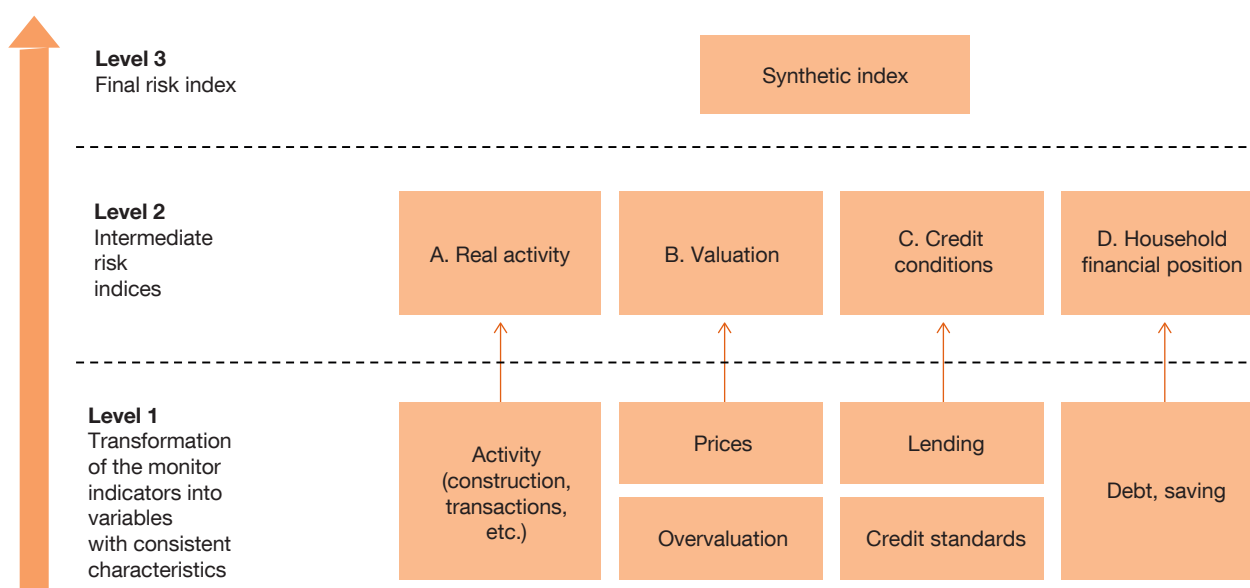 Level 3
Final risk index
Synthetic index
Level 2
Intermediate
risk
indices
A. Real activity
B. Valuation
C. Credit
conditions
D. Household
financial position
Level 1
Transformation
of the monitor
indicators into
variables
with consistent
characteristics
Activity
(construction,
transactions,
etc.)
Prices
Overvaluation
Lending
Credit standards
Debt, saving